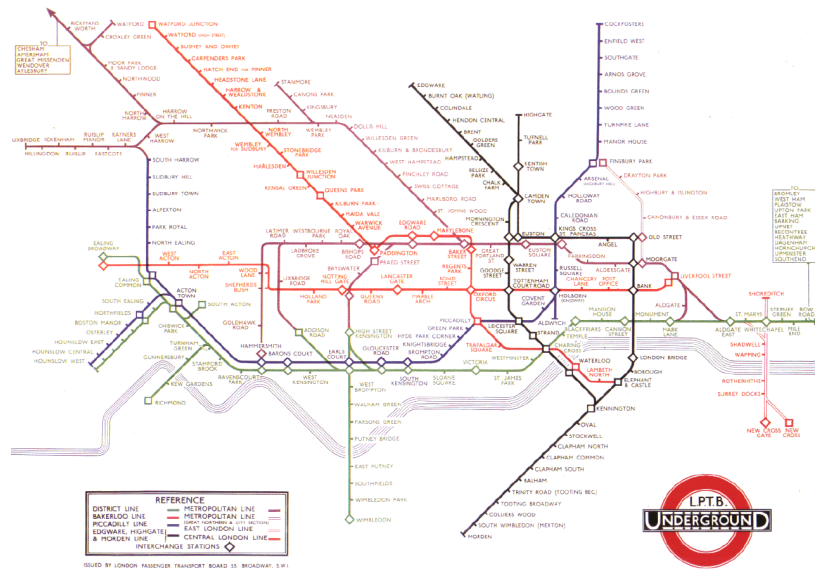 RICKMANS
WORTH
WATFORD
CROXLEY GREEN
WATFORD JUNCTION
WATFORD (HIGH STREET)
BUSHEY AND OXHEY
CARPENDERS PARK
HATCH END FOR PINNER
HEADSTONE LANE
HARROW &
WEALDSTONE
KENTON
TO
CHESHAM
AMERSHAM
GREAT MISSENDEN
WENDOVER
AYLESBURY
MOOR PARK
& SANDY LODGE
NORTHWOOD
PINNER
NORTH
HARROW
HARROW
ON THE HILL
NORTHWICK
PARK
PRESTON
ROAD
WEMBLEY
PARK
STANMORE
CANONS PARK
KINGSBURY
NEASDEN
DOLLIS HILL
WILLESDEN GREEN
KILBURN & BRONDESBURY
WEST HAMPSTEAD
FINCHLEY ROAD
SWISS COTTAGE
MARLBORO ROAD
ST JOHNS WOOD
UXBRIDGE
ICKENHAM
RUISLIP
MANOR
RAYNERS
LANE
WEST
HARROW
HILLINGDON
RUISLIP
EASTCOTE
SOUTH HARROW
SUDBURY HILL
SUDBURY TOWN
ALPERTON
PARK ROYAL
NORTH EALING
NORTH
WEMBLEY
WEMBLEY
FOR SUDBURY
STONEBRIDGE
PARK
HARLESDEN
WILLESDEN
JUNCTION
KENSAL GREEN
QUEENS PARK
KILBURN PARK
MAIDA VALE
WARWICK
AVENUE
EDGWARE
BURNT OAK (WATLING)
COLINDALE
HENDON CENTRAL
BRENT
GOLDERS
GREEN
HAMPSTEAD
BELSIZE
PARK
CHALK
FARM
HIGHGATE
TUFNELL
PARK
KENTISH
TOWN
CAMDEN
TOWN
MORNINGTON
CRESCENT
COCKFOSTERS
ENFIELD WEST
SOUTHGATE
ARNOS GROVE
BOUNDS GREEN
WOOD GREEN
TURNPIKE LANE
MANOR HOUSE
FINSBURY PARK
ARSENAL
(HIGHBURY HILL)
HOLLOWAY
ROAD
CALEDONIAN
ROAD
DRAYTON PARK
HIGHBURY & ISLINGTON
CANONBURY & ESSEX ROAD
OLD STREET
MOORGATE
EALING
BROADWAY
WEST
ACTON
EAST
ACTON
NORTH
ACTON
WOOD
LANE
SHEPHERDS
BUSH
LATIMER
ROAD
WESTBOURNE
PARK
ROYAL
OAK
LADBROKE
GROVE
BISHOPS
ROAD
PADDINGTON
PRAED STREET
EDGWARE
ROAD
MARYLEBONE
BAKER
STREET
GREAT
PORTLAND
ST
EUSTON
EUSTON
SQUARE
KINGS CROSS
ST PANCRAS
ANGEL
FARRINGDON
ALDERSGATE
WARREN
STREET
GOODGE
STREET
REGENTS
PARK
TOTTENHAM
COURT ROAD
RUSSELL
SQUARE
CHANCERY
LANE
POST
OFFICE
BANK
LIVERPOOL STREET
UXBRIDGE
ROAD
HOLLAND
PARK
NOTTING
HILL GATE
BAYSWATER
QUEENS
ROAD
LANCASTER
GATE
MARBLE
ARCH
BOND
STREET
OXFORD
CIRCUS
COVENT
GARDEN
HOLBORN
(KINGSWAY)
ALDWYCH
ALDGATE
EALING
COMMON
ACTON
TOWN
SOUTH ACTON
SOUTH EALING
NORTHFIELDS
BOSTON MANOR
OSTERLEY
HOUNSLOW EAST
HOUNSLOW CENTRAL
HOUNSLOW WEST
CHISWICK
PARK
TURNHAM
GREEN
GUNNERSBURY
KEW GARDENS
RICHMOND
STAMFORD
BROOK
RAVENSCOURT
PARK
GOLDHAWK
ROAD
HAMMERSMITH
BARONS COURT
WEST
KENSINGTON
ADDISON
ROAD
EARLS
COURT
HIGH STREET
KENSINGTON
GLOUCESTER
ROAD
SOUTH
KENSINGTON
KNIGHTSBRIDGE
BROMPTON
ROAD
HYDE PARK CORNER
GREEN PARK
PICCADILLY
LEICESTER
SQUARE
TRAFALGAR
SQUARE
STRAND
CHARING
CROSS
SLOANE
SQUARE
VICTORIA
ST. JAMES
PARK
WESTMINSTER
TEMPLE
BLACKFRIARS
MANSION
HOUSE
CANNON
STREET
MONUMENT
MARK
LANE
ALDGATE
EAST
ST. MARYS
WHITECHAPEL
STEPNEY
GREEN
MILE
END
BOW
ROAD
TO
BROMLEY
WEST HAM
PLAISTOW
UPTON PARK
EAST HAM
BARKING
UPNEY
BECONTREE
HEATHWAY
DAGENHAM
HORNCHURCH
UPMINSTER
SOUTHEND
SHOREDITCH
SHADWELL
WAPPING
ROTHERHITHE
SURREY DOCKS
NEW CROSS
GATE
NEW
CROSS
WATERLOO
LAMBETH
NORTH
LONDON BRIDGE
BOROUGH
ELEPHANT
& CASTLE
KENNINGTON
OVAL
STOCKWELL
CLAPHAM NORTH
CLAPHAM COMMON
CLAPHAM SOUTH
BALHAM
TRINITY ROAD (TOOTING BEC)
TOOTING BROADWAY
COLLIERS WOOD
SOUTH WIMBLEDON (MERTON)
MORDEN
WEST
BROMPTON
WALHAM GREEN
PARSONS GREEN
PUTNEY BRIDGE
EAST PUTNEY
SOUTHFIELDS
WIMBLEDON PARK
WIMBLEDON
REFERENCE
DISTRICT LINE
BAKERLOO LINE
PICCADILLY LINE
EDGWARE, HIGHGATE
& MORDEN LINE
METROPOLITAN LINE
METROPOLITAN LINE
(GREAT NORTHERN & CITY SECTION)
EAST LONDON LINE
CENTRAL LONDON LINE
INTERCHANGE STATIONS
L.P.T.B.
UNDERGROUND
ISSUED BY LONDON PASSENGER TRANSPORT BOARD 55. BROADWAY, S.W.1.